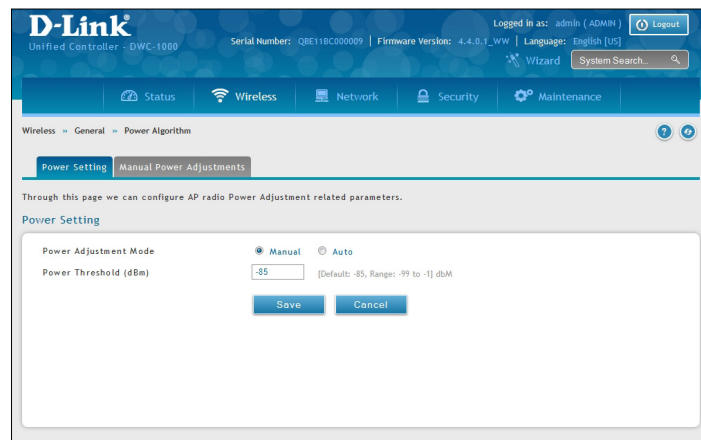 D-Link
Logged in as: admin ( ADMIN )
Logout
Unified Controller - DWC-1000
Serial Number: QBE11BC000009 | Firmware Version: 4.4.0.1_WW | Language: English [US]
Wizard
System Search...
Status
Wireless
Network
Security
Maintenance
Wireless » General » Power Algorithm
?
Power Setting
Manual Power Adjustments
Through this page we can configure AP radio Power Adjustment related parameters.
Power Setting
Power Adjustment Mode
Manual
Auto
Power Threshold (dBm)
-85
[Default: -85, Range: -99 to -1] dbM
Save
Cancel